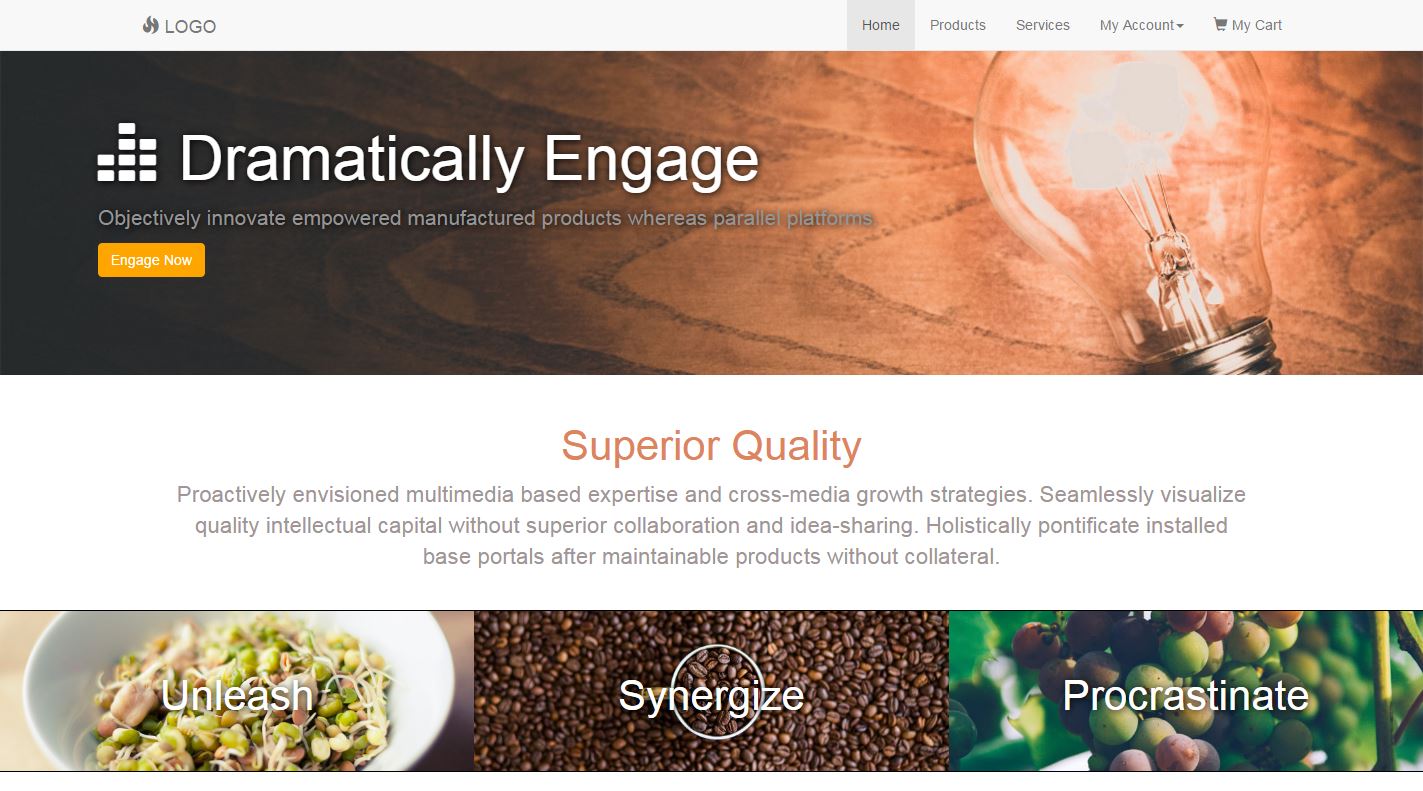 LOGO
Home
Products
Services
My Account
My Cart
Dramatically Engage
Objectively innovate empowered manufactured products whereas parallel platforms
Engage Now
Superior Quality
Proactively envisioned multimedia based expertise and cross-media growth strategies. Seamlessly visualize
quality intellectual capital without superior collaboration and idea-sharing. Holistically pontificate installed
base portals after maintainable products without collateral.
Unleash
Synergize
Procrastinate